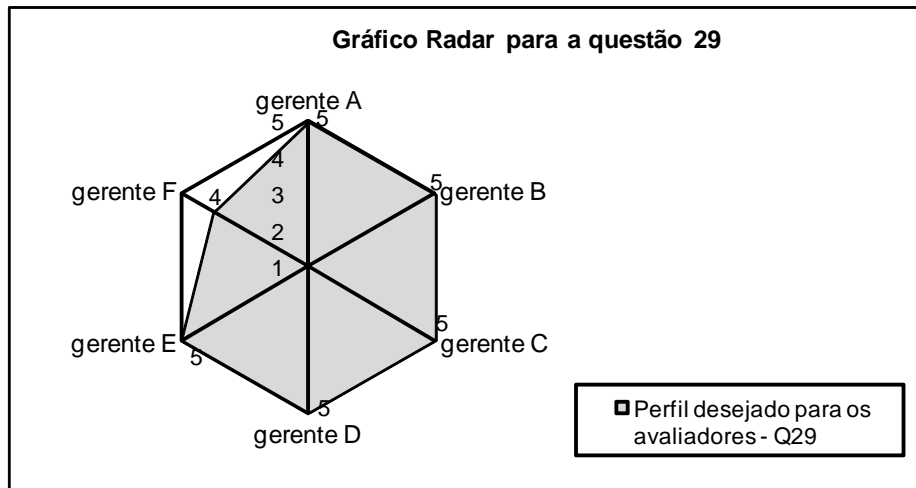 Gráfico Radar para a questão 29
gerente A
5
5
4
3
2
1
gerente F
4
5
gerente B
gerente E
5
5
gerente C
5
gerente D
Perfil desejado para os
avaliadores - Q29